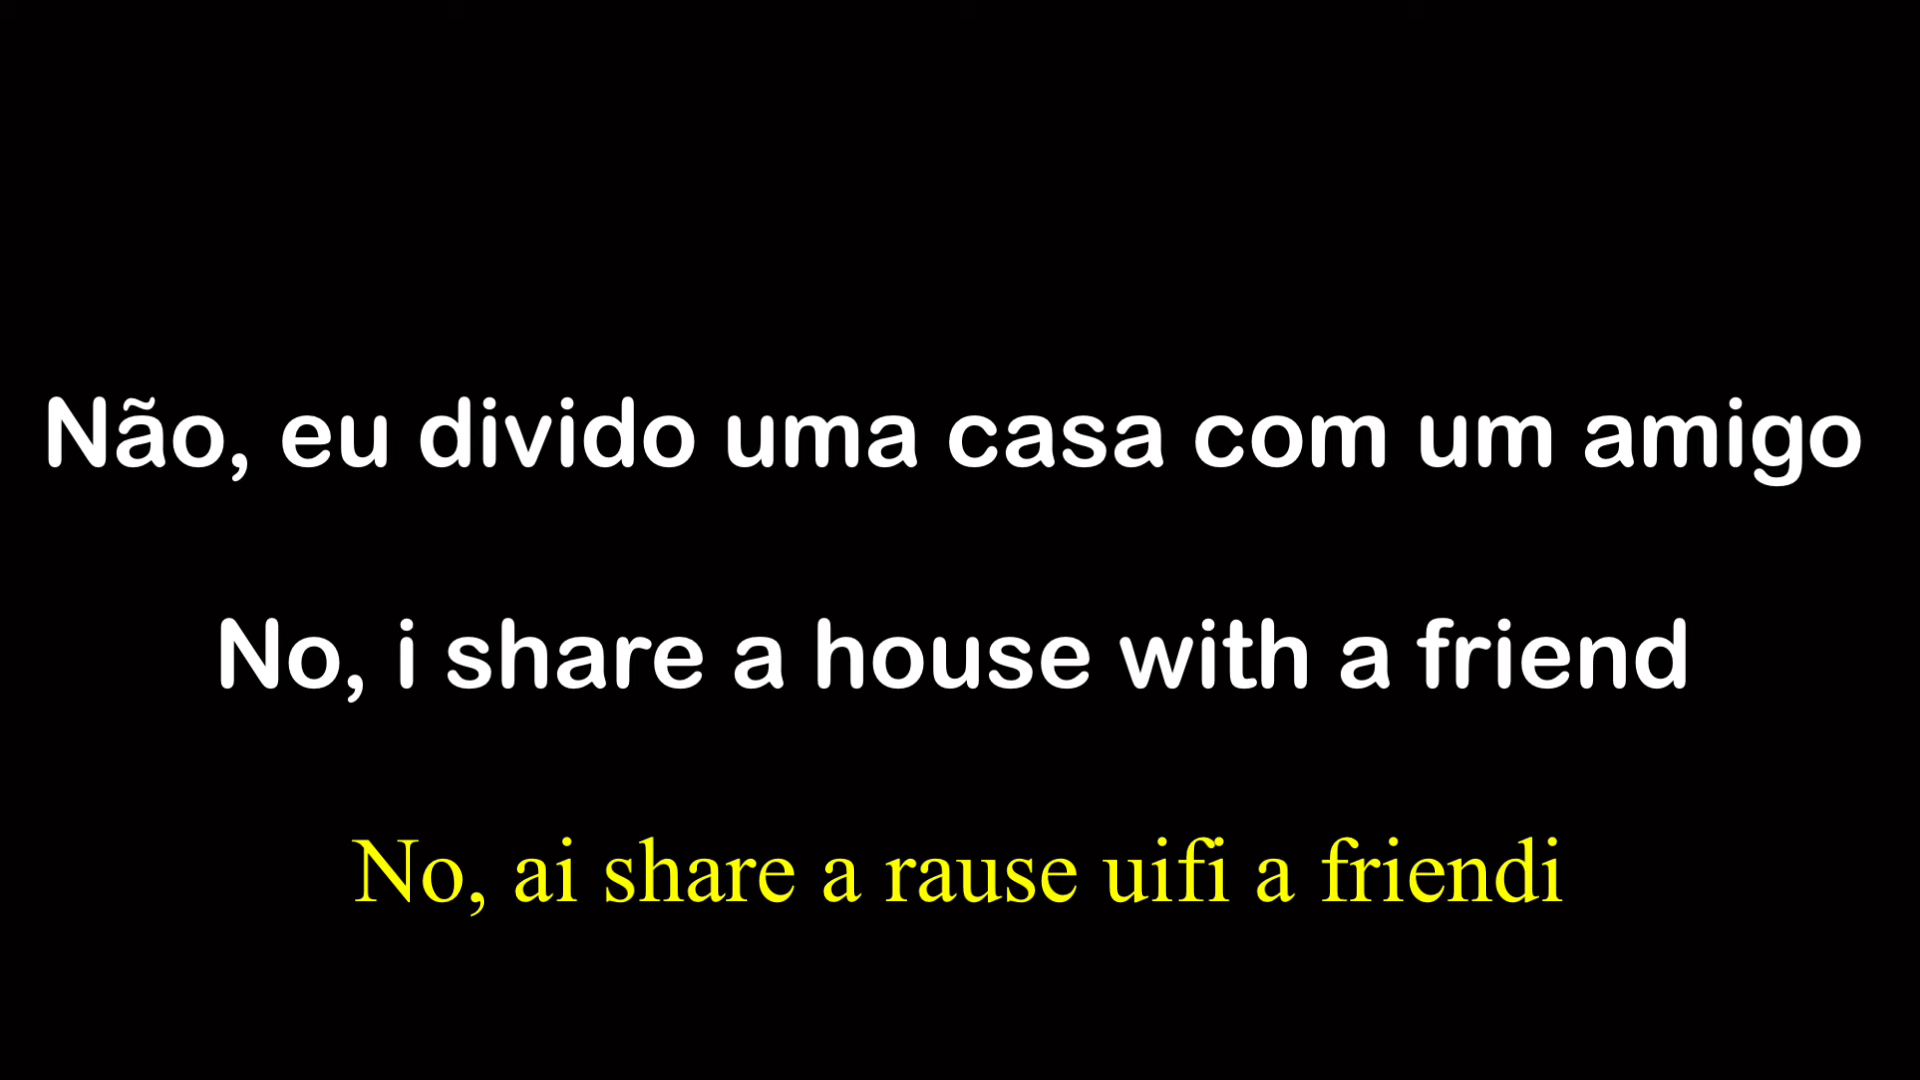 Não, eu divido uma casa com um amigo
No, i share a house with a friend
No, ai share a rause uifi a friendi